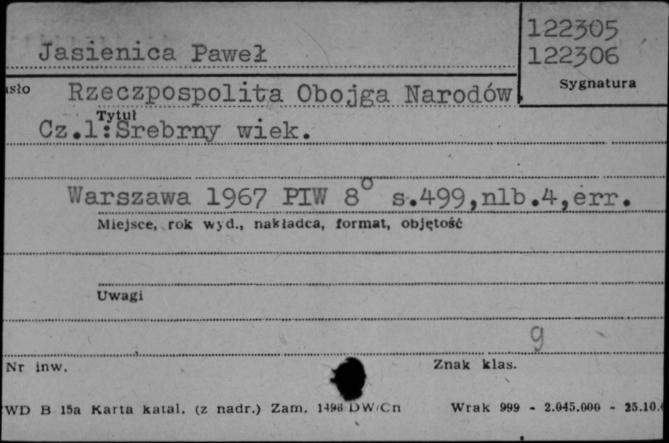 122305
Jasienica Paweł
122306
Sygnatura
Rzeczpospolita Obojga Narodów
Tytuł
Cz.1:Srebrny wiek.
Warszawa 1967 PIW 8° s.499,nlb.4,err.
Miejsce, rok wyd., nakładca, format, objętość
Uwagi
g
Nr inw.
Znak klas.
WD B 15a Karta katal. (z nadr.) Zam. DW/Cn Wrak 999 - 2.045.000 - 25.10.